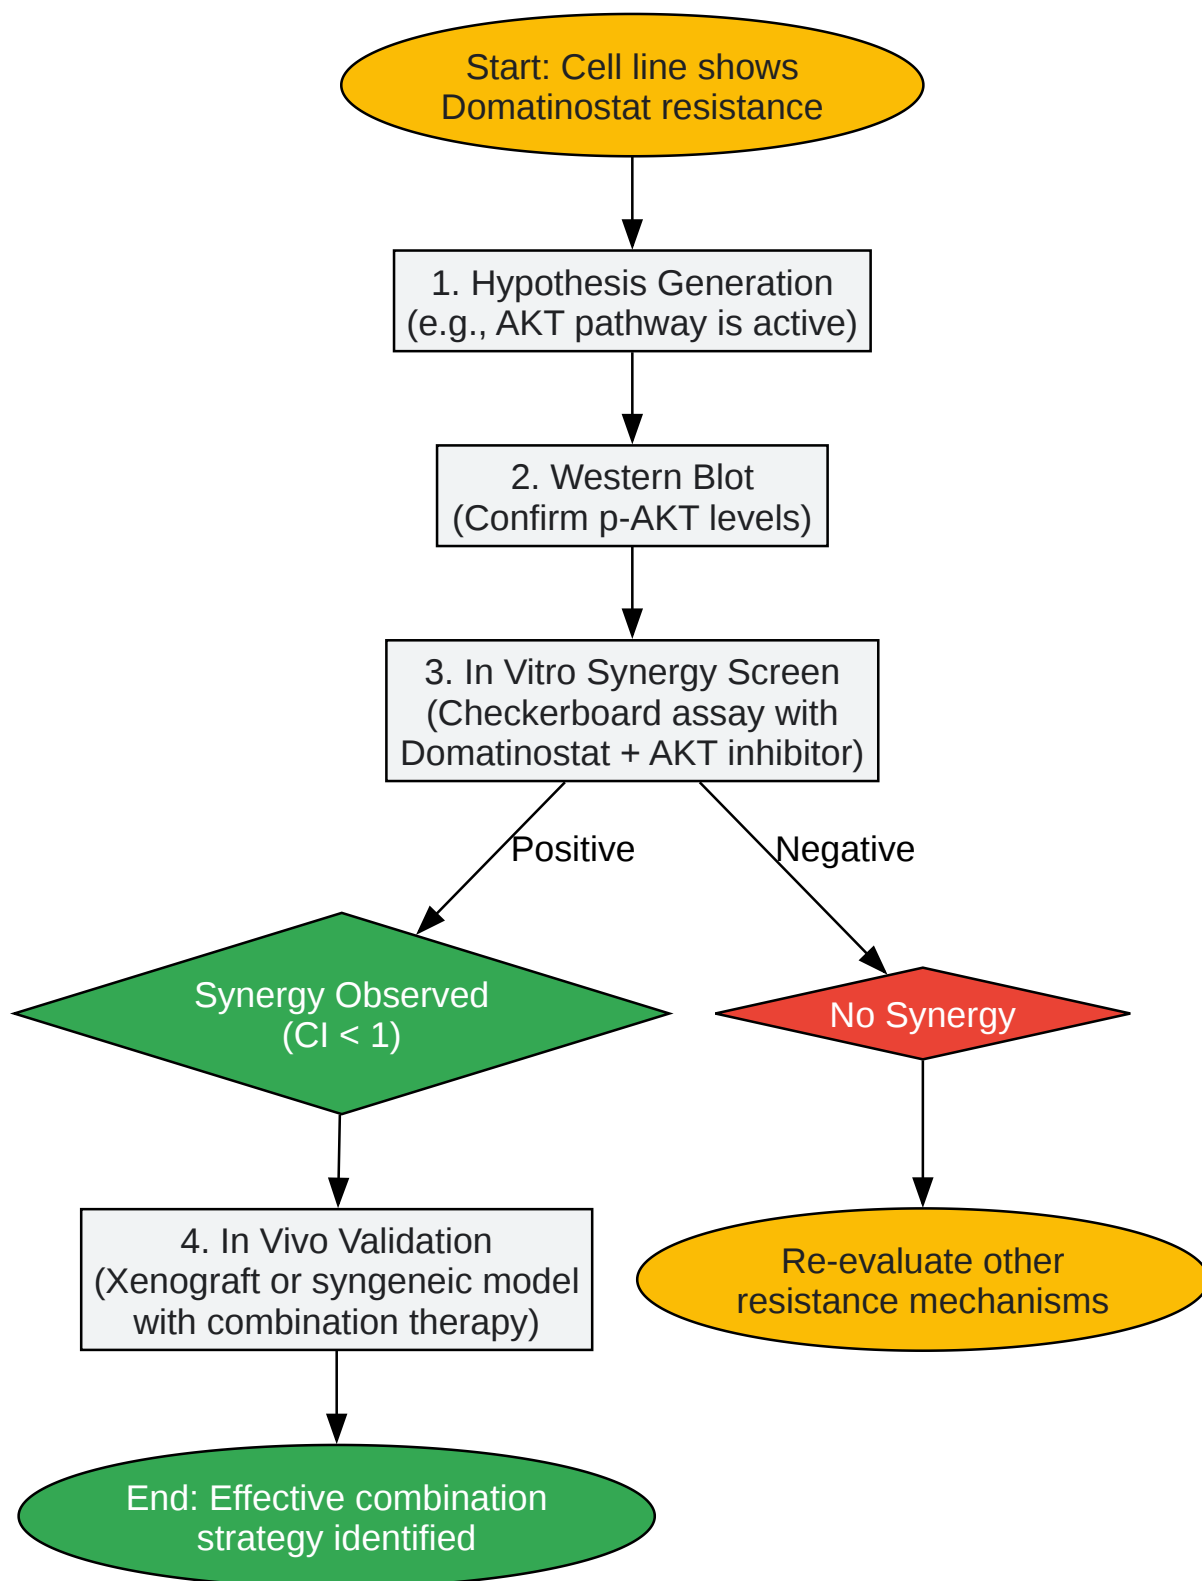 Start: Cell line shows
Domatinostat resistance
1. Hypothesis Generation
(e.g., AKT pathway is active)
2. Western Blot
(Confirm p-AKT levels)
3. In Vitro Synergy Screen
(Checkerboard assay with
Domatinostat + AKT inhibitor)
Positive
Negative
Synergy Observed
(CI < 1)
No Synergy
4. In Vivo Validation
(Xenograft or syngeneic model
with combination therapy)
Re-evaluate other
resistance mechanisms
End: Effective combination
strategy identified